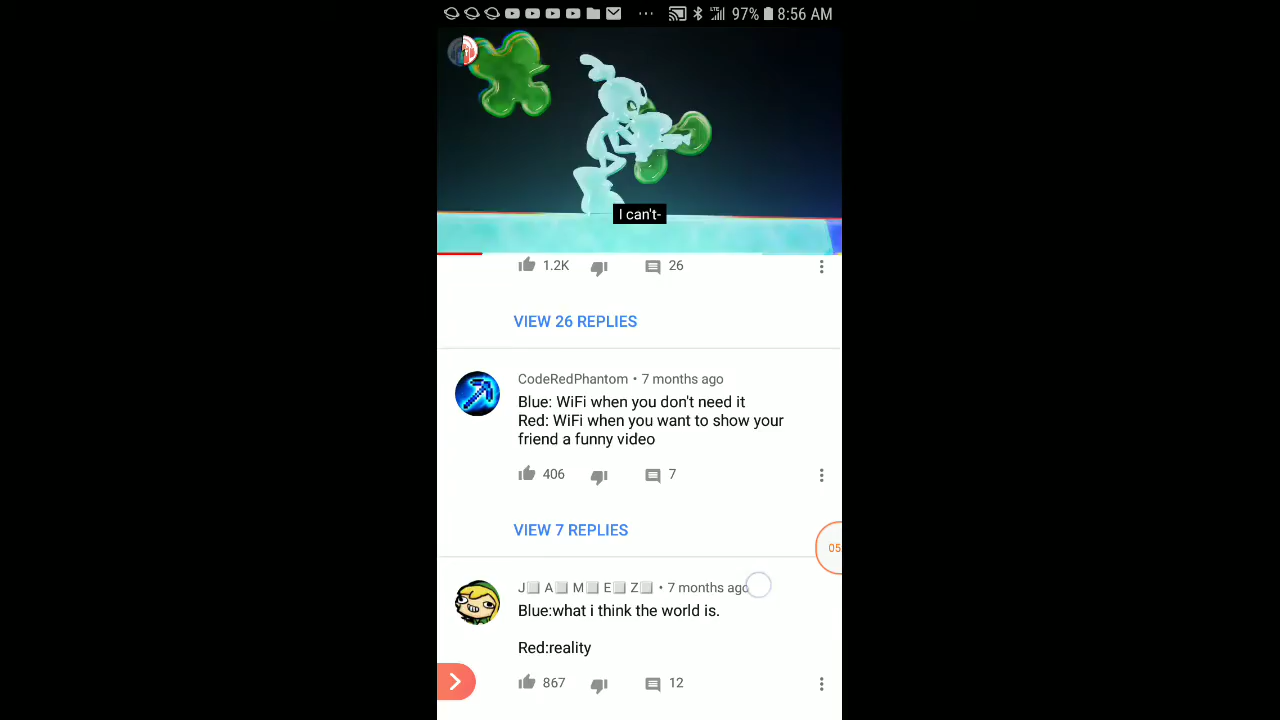 97% 8:56 AM
I can't-
1.2K 26
VIEW 26 REPLIES
CodeRedPhantom • 7 months ago
Blue: WiFi when you don't need it
Red: WiFi when you want to show your
friend a funny video
406 7
VIEW 7 REPLIES
05
J⬜ A⬜ M⬜ E⬜ Z⬜ • 7 months ago
Blue:what i think the world is.
Red:reality
867 12